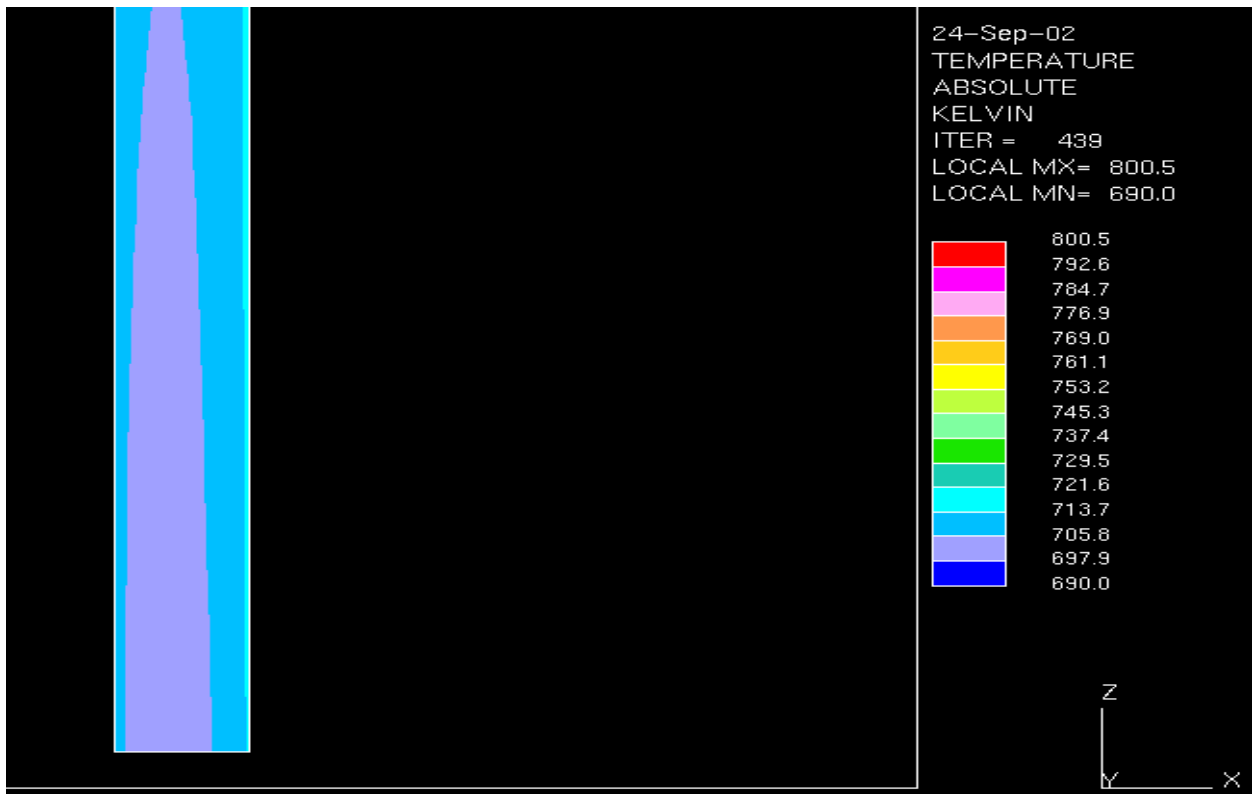 24-Sep-02
TEMPERATURE
ABSOLUTE
KELVIN
ITER = 439
LOCAL MX= 800.5
LOCAL MN= 690.0
800.5
792.6
784.7
776.9
769.0
761.1
753.2
745.3
737.4
729.5
721.6
713.7
705.8
697.9
690.0
Z
Y
X